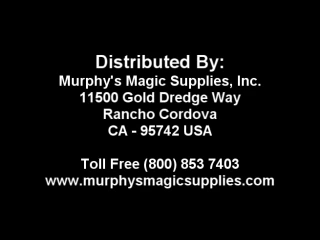 Distributed By:
Murphy's Magic Supplies, Inc.
11500 Gold Dredge Way
Rancho Cordova
CA - 95742 USA
Toll Free (800) 853 7403
www.murphysmagicsupplies.com